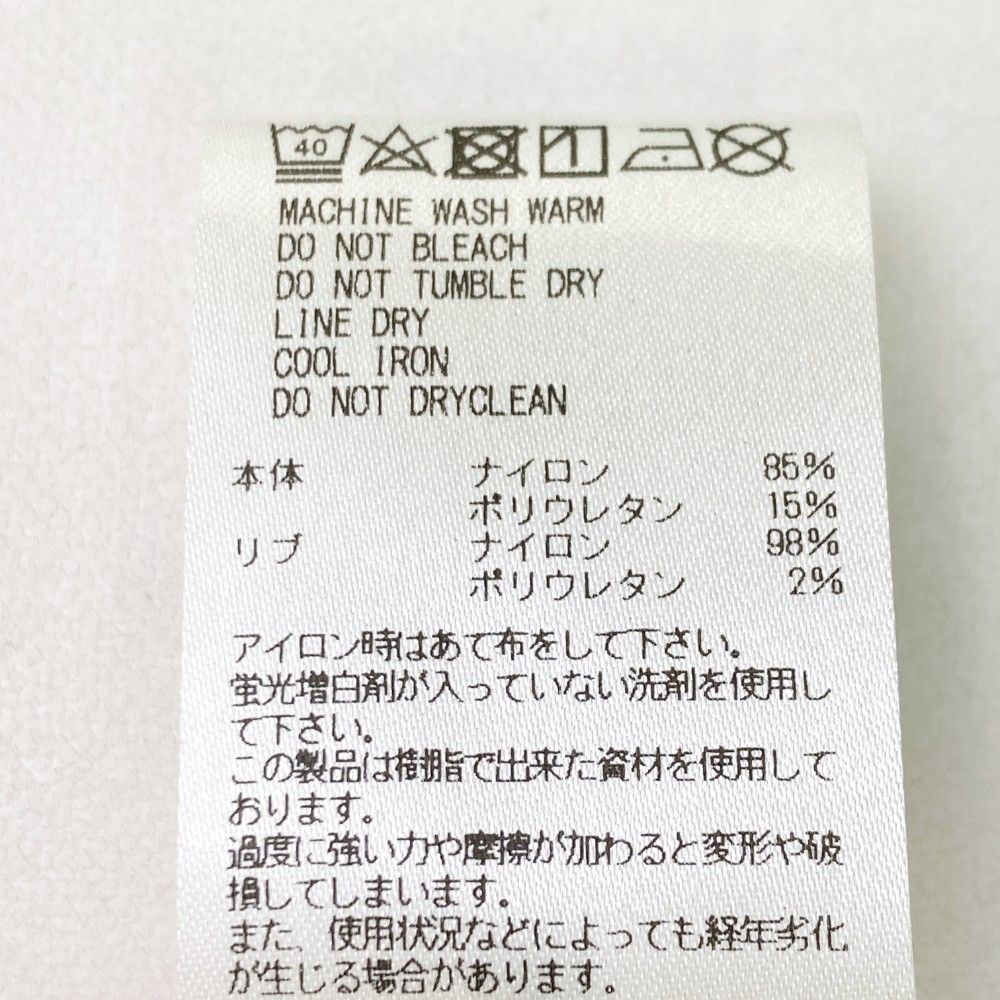 40
MACHINE WASH WARM
DO NOT BLEACH
DO NOT TUMBLE DRY
LINE DRY
COOL IRON
DO NOT DRYCLEAN
本体 ナイロン 85%
ポリウレタン 15%
リブ ナイロン 98%
ポリウレタン 2%
アイロン時はあて布をして下さい。
蛍光増白剤が入っていない洗剤を使用し
て下さい。
この製品は樹脂で出来た資材を使用して
おります。
過度に強い力や摩擦が加わると変形や破
損してしまいます。
また、使用状況などによっても経年劣化
が生じる場合があります。